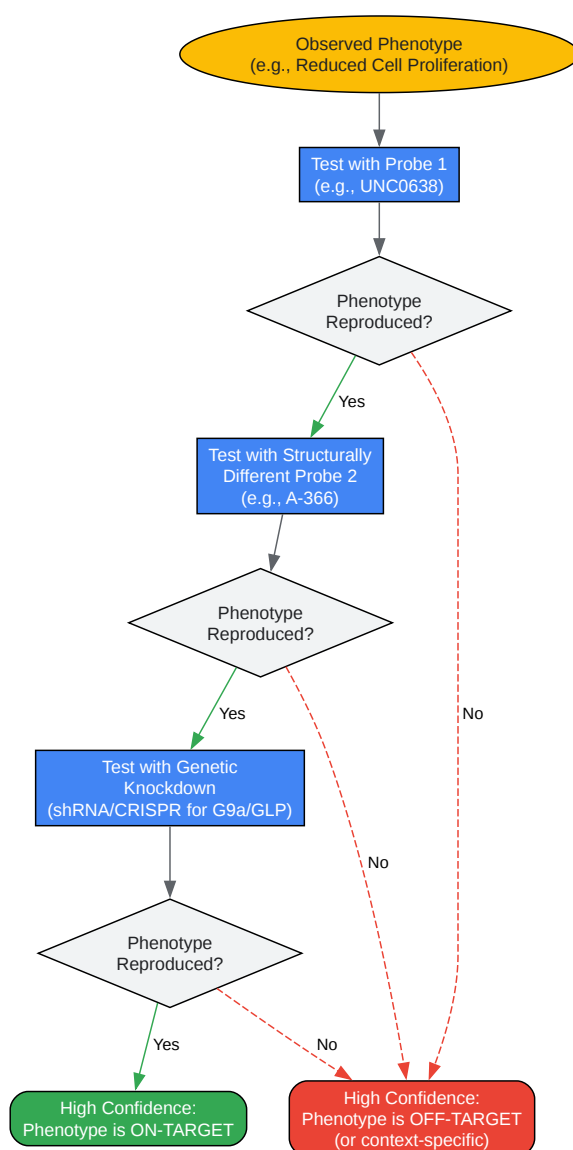 Observed Phenotype
(e.g., Reduced Cell Proliferation)
Test with Probe 1
(e.g., UNC0638)
Phenotype
Reproduced?
Yes
Test with Structurally
Different Probe 2
(e.g., A-366)
Phenotype
Reproduced?
Yes
No
Test with Genetic
Knockdown
(shRNA/CRISPR for G9a/GLP)
No
Phenotype
Reproduced?
Yes
No
High Confidence:
Phenotype is ON-TARGET
High Confidence:
Phenotype is OFF-TARGET
(or context-specific)